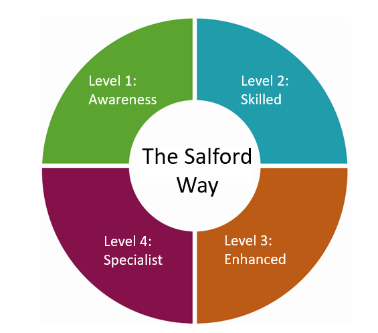 Level 1:
Awareness
Level 2:
Skilled
The Salford
Way
Level 4:
Specialist
Level 3:
Enhanced